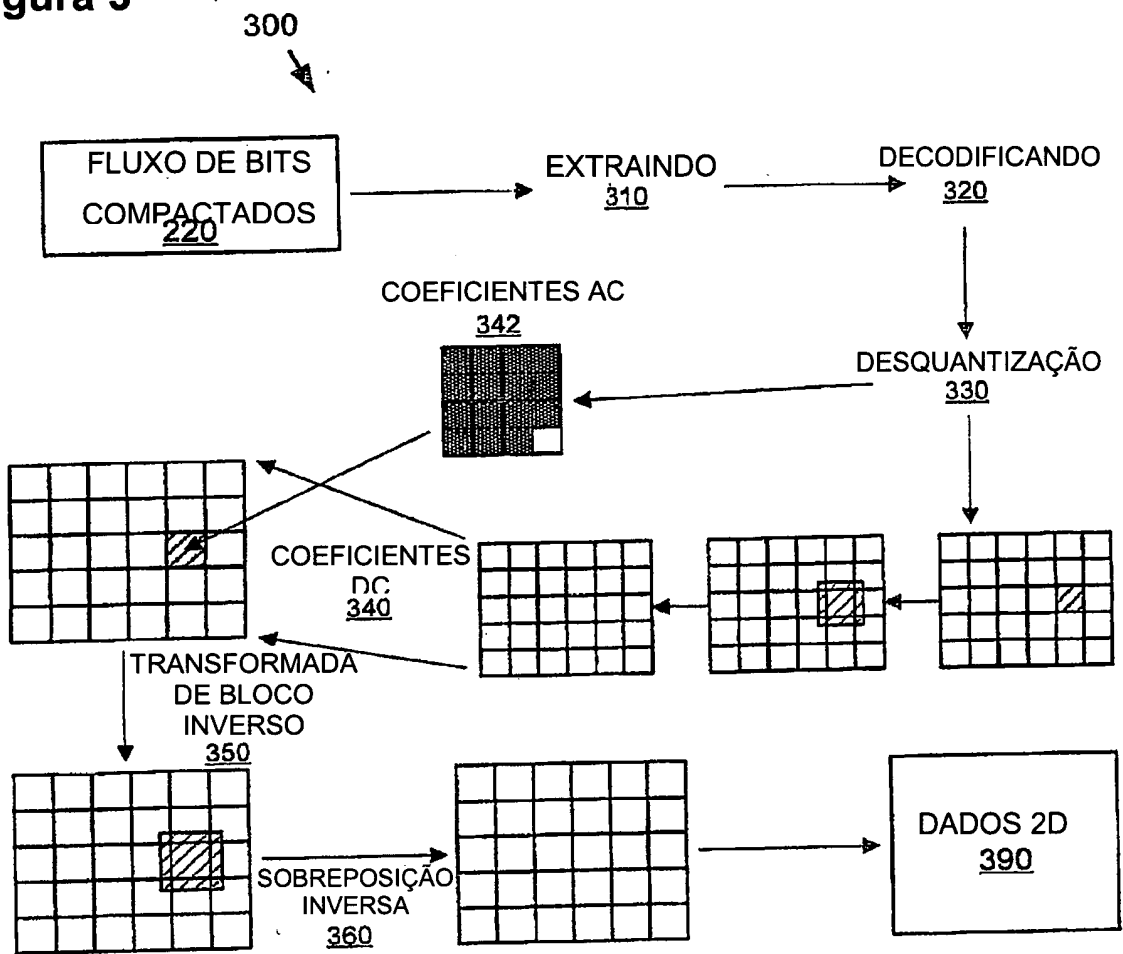 gura 3
300
FLUXO DE BITS
COMPACTADOS
220
EXTRAINDO
310
DECODIFICANDO
320
COEFICIENTES AC
342
DESQUANTIZAÇÃO
330
COEFICIENTES
DC
340
TRANSFORMADA
DE BLOCO
INVERSO
350
SOBREPOSIÇÃO
INVERSA
360
DADOS 2D
390